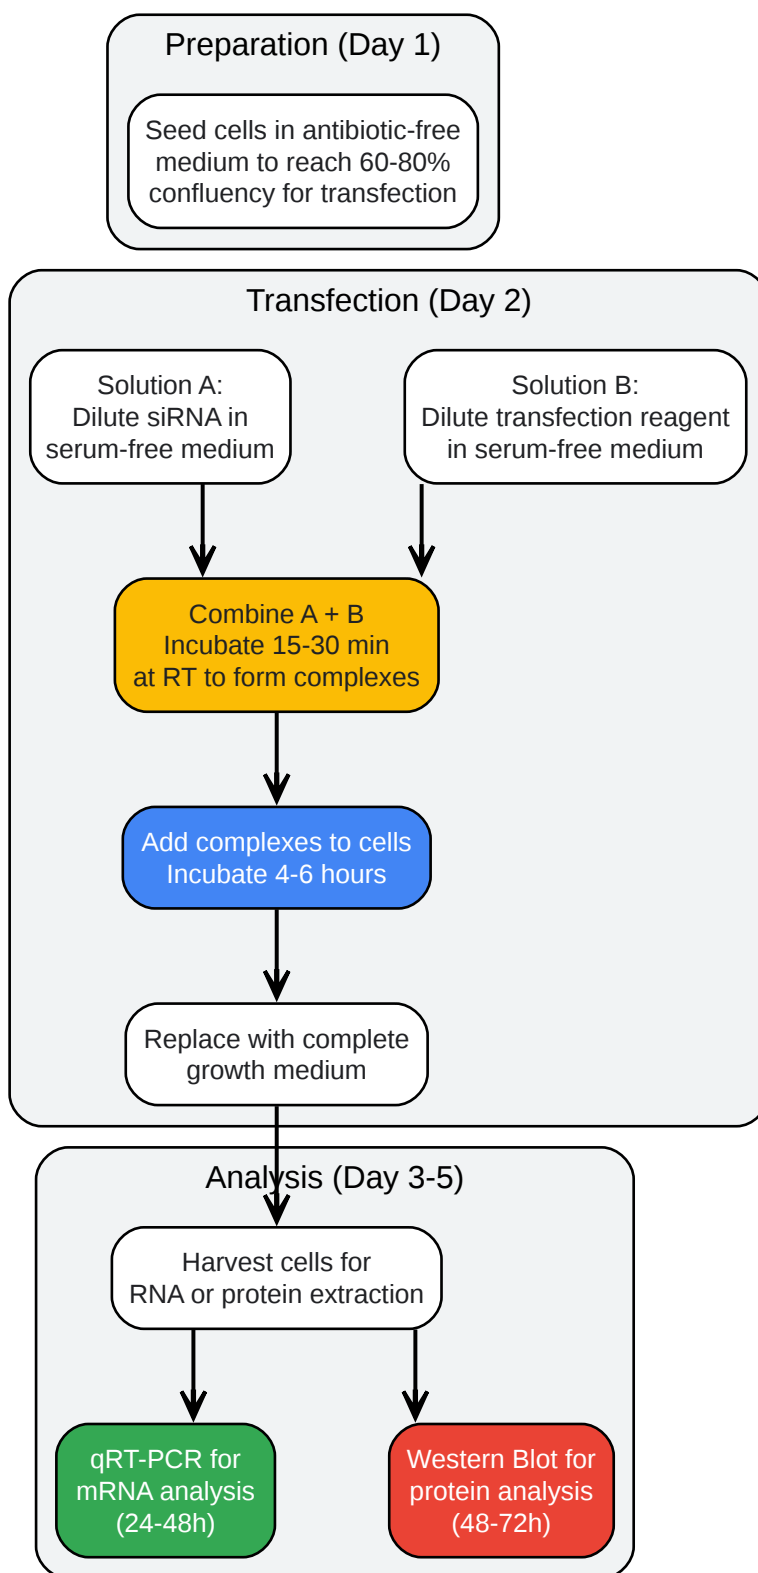 Preparation (Day 1)
Seed cells in antibiotic-free
medium to reach 60-80%
confluency for transfection
Transfection (Day 2)
Solution A:
Dilute siRNA in
serum-free medium
Solution B:
Dilute transfection reagent
in serum-free medium
Combine A + B
Incubate 15-30 min
at RT to form complexes
Add complexes to cells
Incubate 4-6 hours
Replace with complete
growth medium
Analysis (Day 3-5)
Harvest cells for
RNA or protein extraction
qRT-PCR for
mRNA analysis
(24-48h)
Western Blot for
protein analysis
(48-72h)